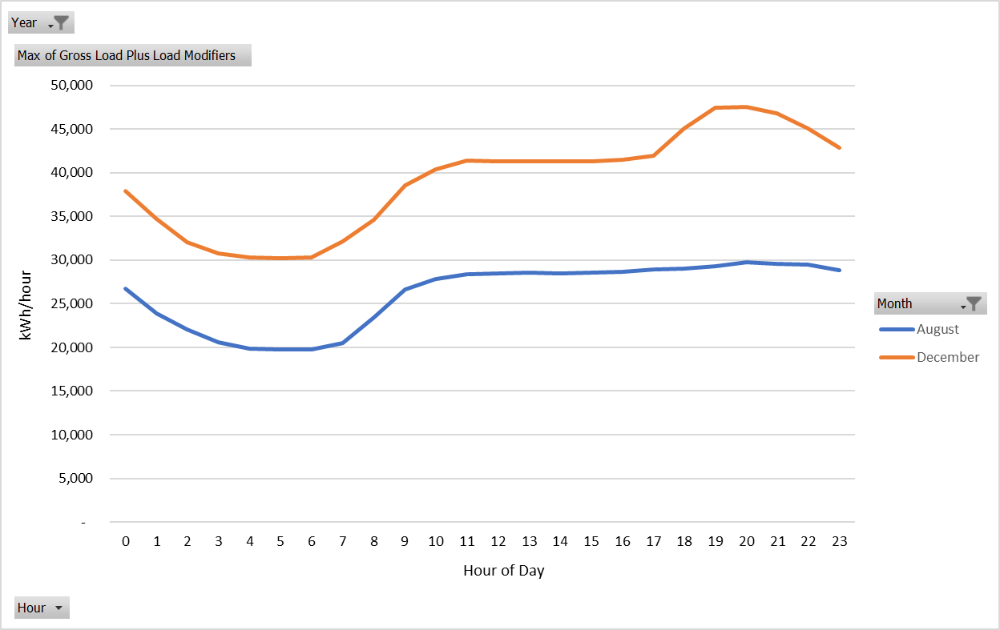 Year
Max of Gross Load Plus Load Modifiers
50,000
45,000
40,000
35,000
30,000
25,000
20,000
15,000
10,000
5,000
-
kWh/hour
0 1 2 3 4 5 6 7 8 9 10 11 12 13 14 15 16 17 18 19 20 21 22 23
Hour of Day
Month
August
December
Hour